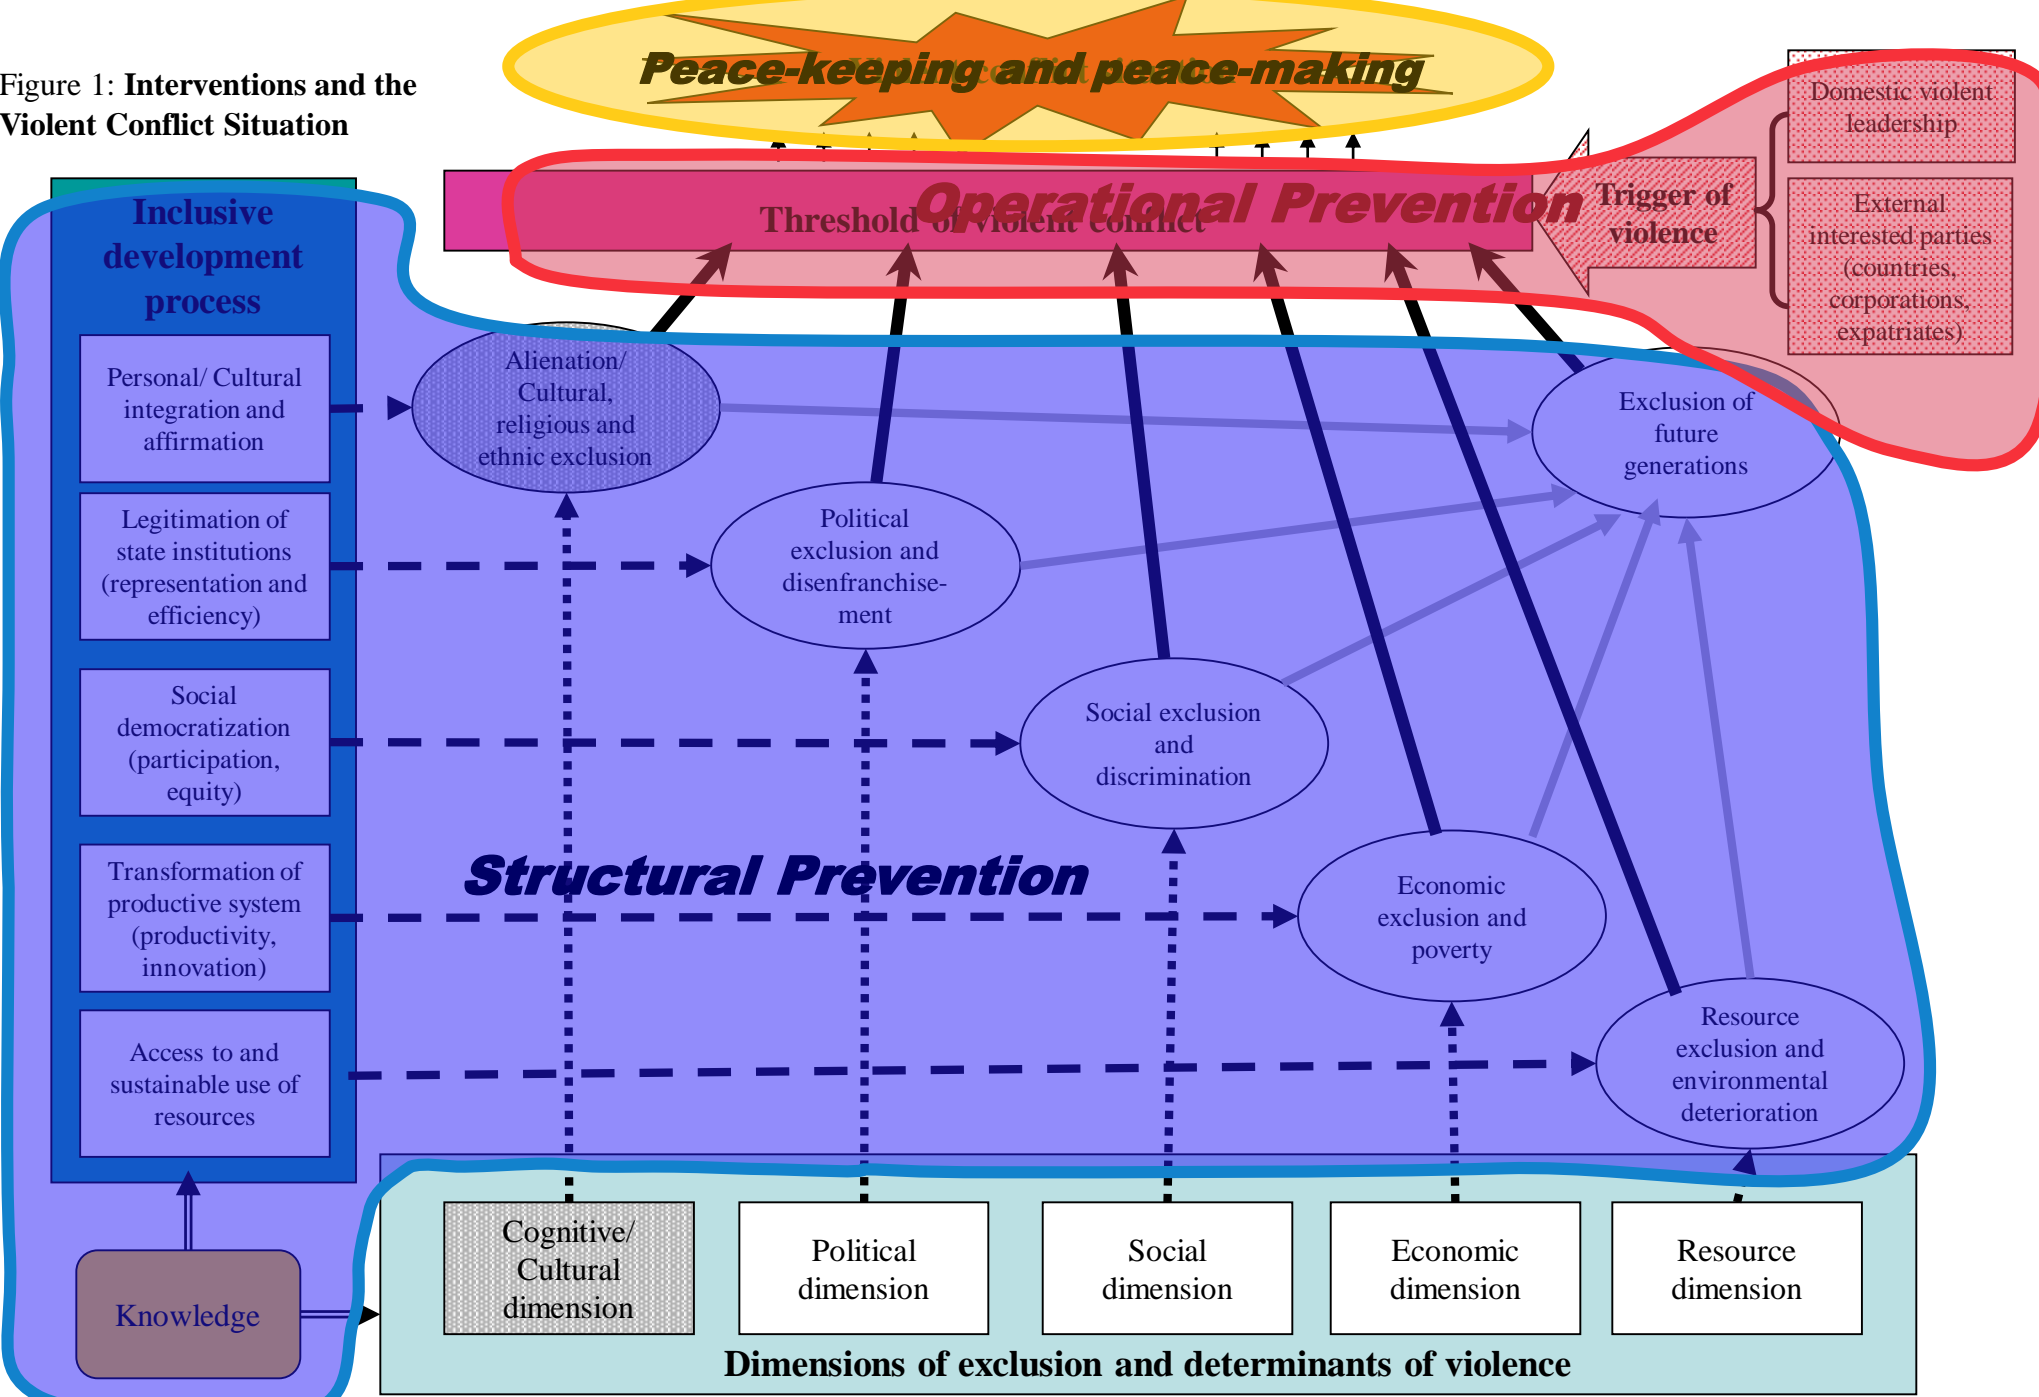 Figure 1: Interventions and the
Violent Conflict Situation
Peace-keeping and peace-making
Operational Prevention
Threshold of violent conflict
Trigger of
violence
Domestic violent
leadership
External
interested parties
(countries,
corporations,
expatriates)
Inclusive
development
process
Personal/ Cultural
integration and
affirmation
Legitimation of
state institutions
(representation and
efficiency)
Social
democratization
(participation,
equity)
Transformation of
productive system
(productivity,
innovation)
Access to and
sustainable use of
resources
Knowledge
Alienation/
Cultural,
religious and
ethnic exclusion
Political
exclusion and
disenfranchise-
ment
Social exclusion
and
discrimination
Economic
exclusion and
poverty
Resource
exclusion and
environmental
deterioration
Exclusion of
future
generations
Structural Prevention
Cognitive/
Cultural
dimension
Political
dimension
Social
dimension
Economic
dimension
Resource
dimension
Dimensions of exclusion and determinants of violence